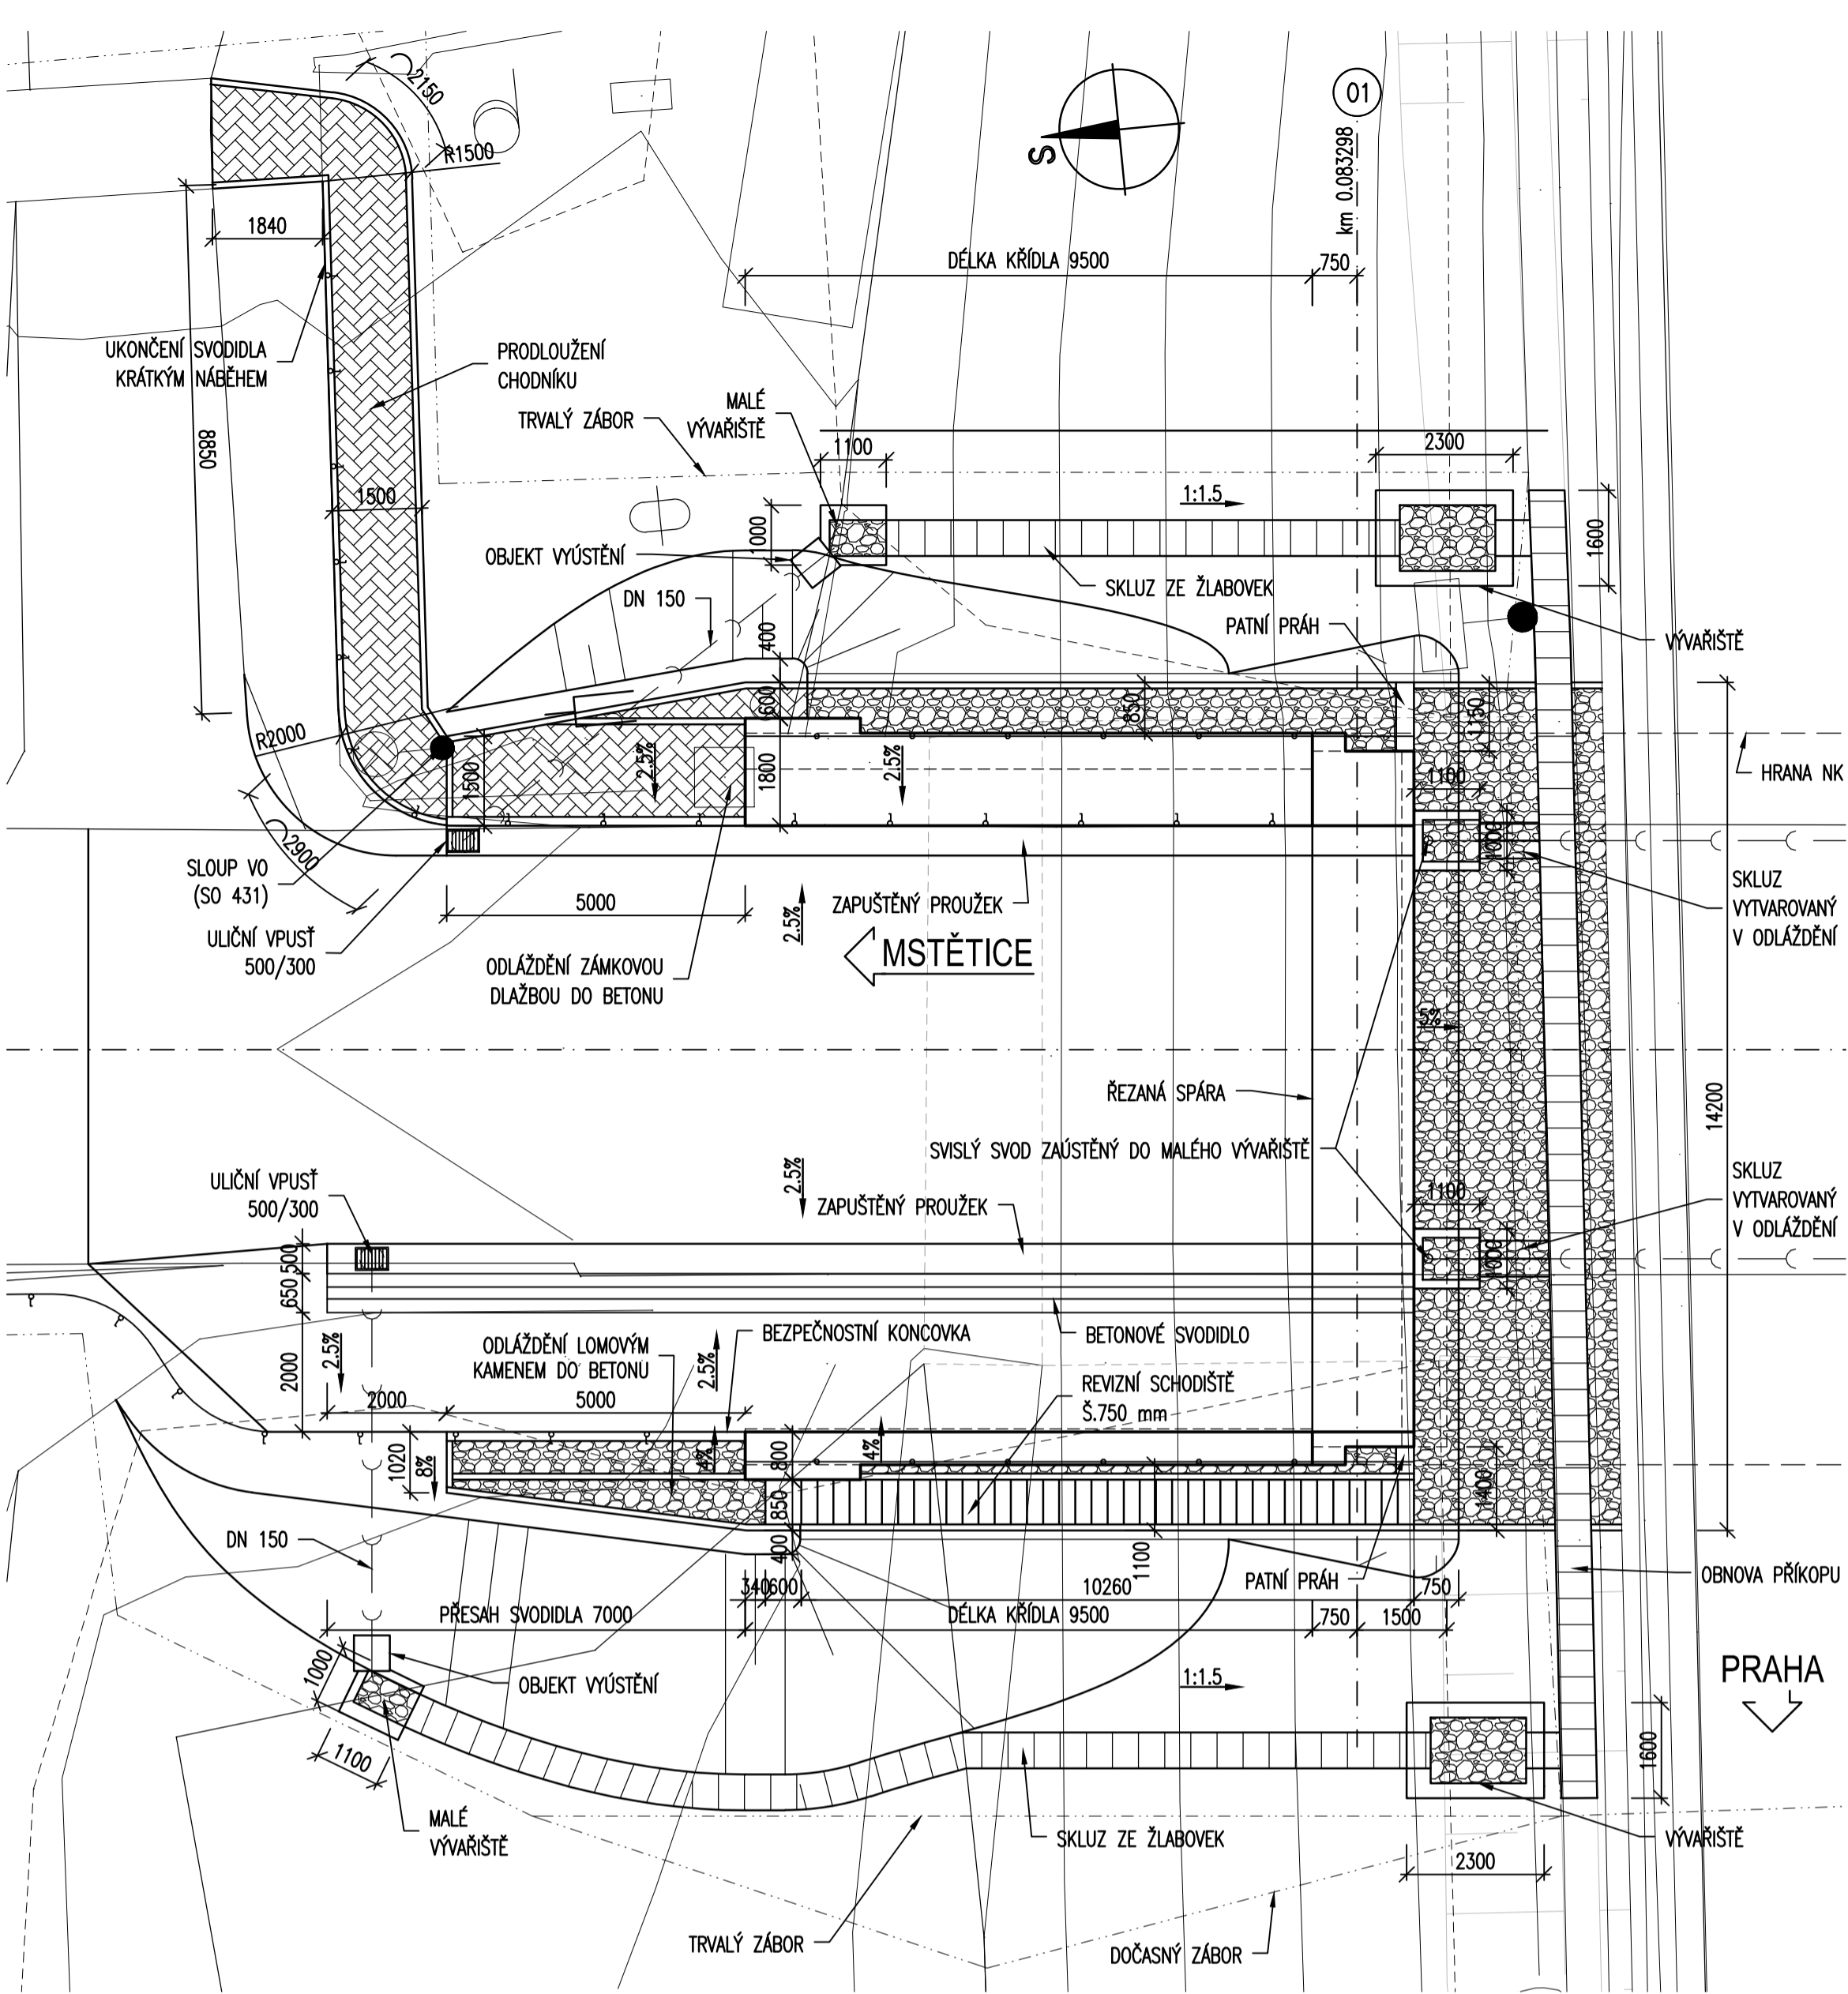 2150
R1500
1840
S
01
km 0.083298
DÉLKA KŘÍDLA 9500
750
UKONČENÍ SVODIDLA
KRÁTKÝM NÁBĚHEM
PRODLOUŽENÍ
CHODNÍKU
MALÉ
VÝVAŘIŠTĚ
TRVALÝ ZÁBOR
1100
2300
8850
1500
1:1.5
1000
1600
OBJEKT VYÚSTĚNÍ
DN 150
SKLUZ ZE ŽLABOVEK
PATNÍ PRÁH
VÝVAŘIŠTĚ
400
600
850
1150
R2000
1500
2.5%
1800
2.5%
1100
HRANA NK
2900
1000
SLOUP VO
(SO 431)
ULIČNÍ VPUSŤ
500/300
5000
2.5%
ZAPUŠTĚNÝ PROUŽEK
SKLUZ
VYTVAROVANÝ
V ODLÁŽDĚNÍ
ODLÁŽDĚNÍ ZÁMKOVOU
DLAŽBOU DO BETONU
MSTĚTICE
5%
ŘEZANÁ SPÁRA
14200
SVISLÝ SVOD ZAÚSTĚNÝ DO MALÉHO VÝVAŘIŠTĚ
ULIČNÍ VPUSŤ
500/300
2.5%
ZAPUŠTĚNÝ PROUŽEK
1100
1000
SKLUZ
VYTVAROVANÝ
V ODLÁŽDĚNÍ
500
650
2000
2.5%
ODLÁŽDĚNÍ LOMOVÝM
KAMENEM DO BETONU
2.5%
BEZPEČNOSTNÍ KONCOVKA
BETONOVÉ SVODIDLO
2000
5000
REVIZNÍ SCHODIŠTĚ
Š.750 mm
1020
8%
4%
800
4%
850
1400
DN 150
400
1100
340
600
10260
PATNÍ PRÁH
750
OBNOVA PŘÍKOPU
PŘESAH SVODIDLA 7000
DÉLKA KŘÍDLA 9500
750
1500
1000
OBJEKT VYÚSTĚNÍ
1:1.5
PRAHA
1100
1600
MALÉ
VÝVAŘIŠTĚ
SKLUZ ZE ŽLABOVEK
VÝVAŘIŠTĚ
2300
TRVALÝ ZÁBOR
DOČASNÝ ZÁBOR